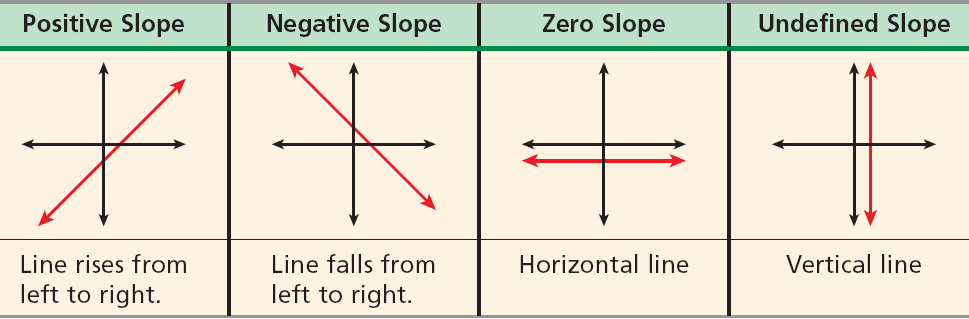 Positive Slope
Negative Slope
Zero Slope
Undefined Slope
Line rises from
left to right.
Line falls from
left to right.
Horizontal line
Vertical line